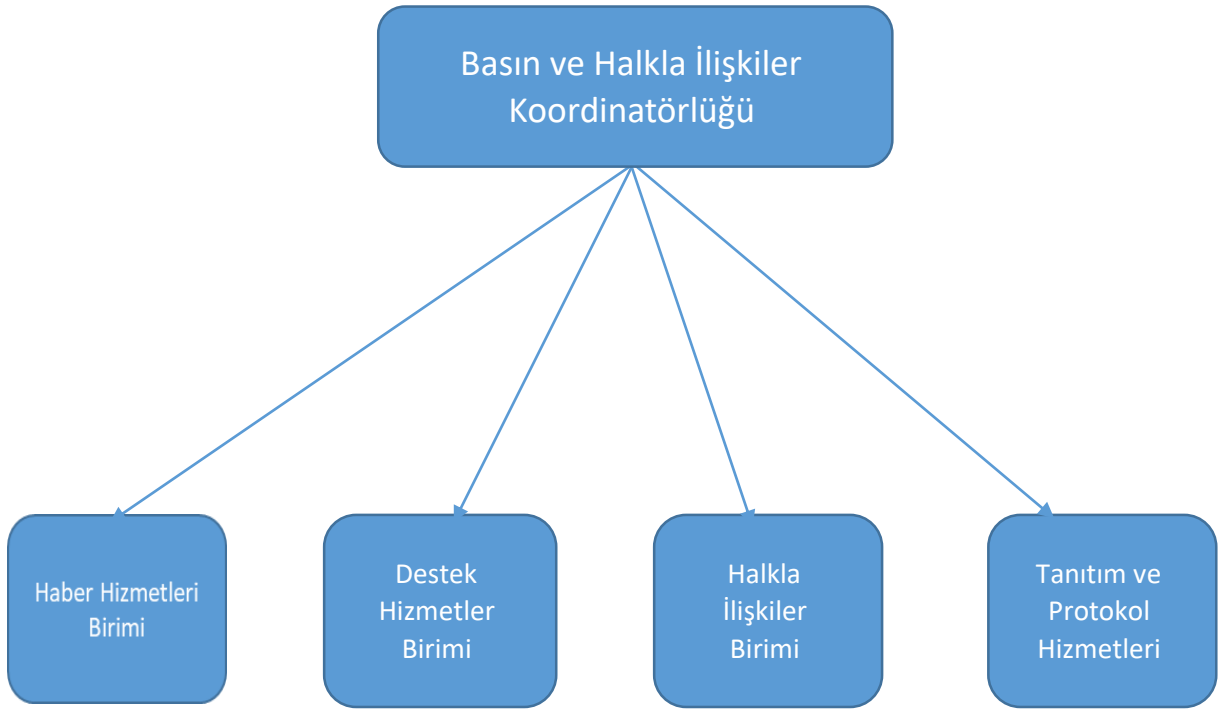 Basın ve Halkla İlişkiler
Koordinatörlüğü
Haber Hizmetleri
Birimi
Destek
Hizmetler
Birimi
Halkla
İlişkiler
Birimi
Tanıtım ve
Protokol
Hizmetleri